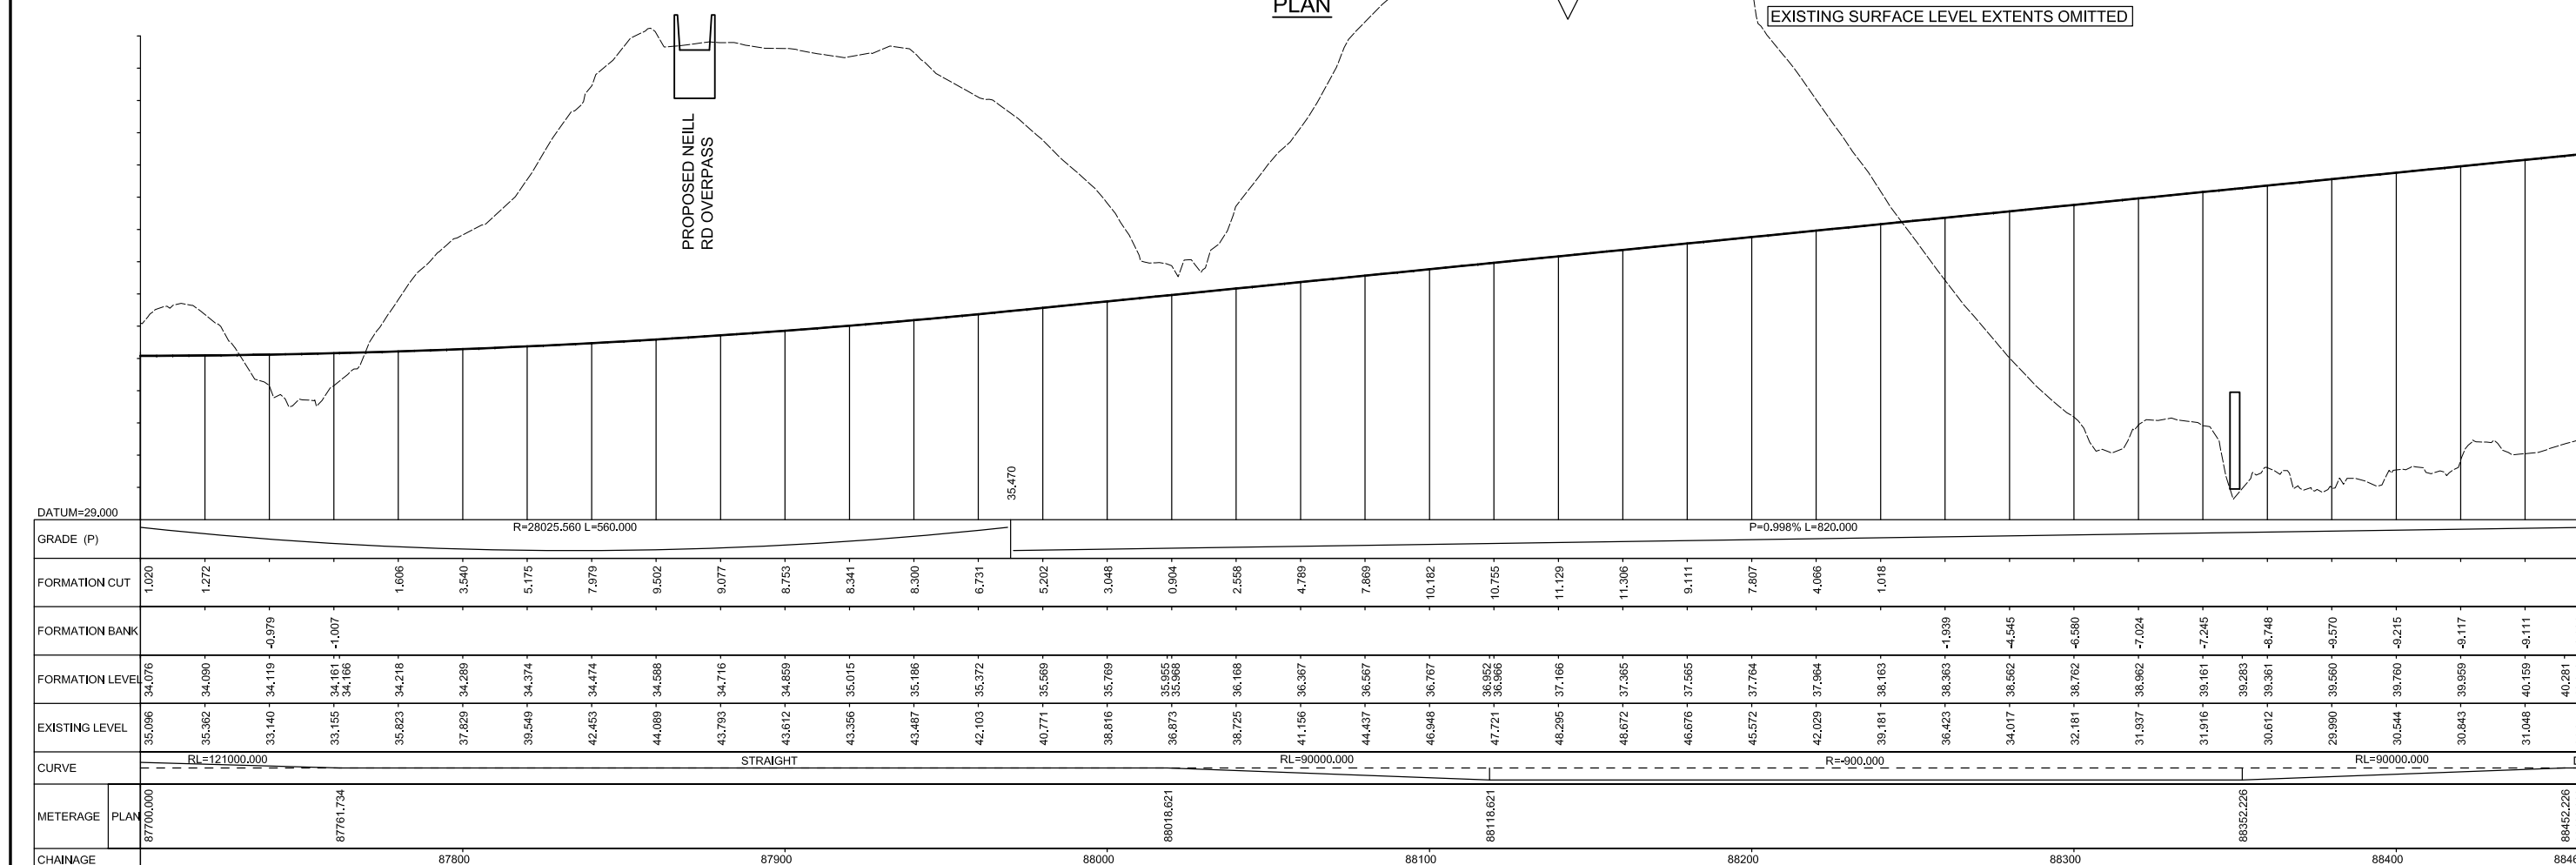 PLAN
EXISTING SURFACE LEVEL EXTENTS OMITTED
PROPOSED NEILL
RD OVERPASS
35.470
DATUM=29.000
GRADE (P) R=28025.560 L=560.000 P=0.998% L=820.000
FORMATION CUT 1.020 1.272 1.606 3.540 5.175 7.979 9.502 9.077 8.753 8.341 8.300 6.731 5.202 3.048 0.904 2.558 4.789 7.869 10.182 10.755 11.129 11.306 9.111 7.807 4.066 1.018
FORMATION BANK -0.979 -1.007 -1.939 -4.545 -6.580 -7.024 -7.245 -8.748 -9.570 -9.215 -9.117 -9.111
FORMATION LEVEL 34.076 34.090 34.119 34.161 34.166 34.218 34.289 34.374 34.474 34.588 34.716 34.859 35.015 35.186 35.372 35.569 35.769 35.955 35.968 36.168 36.367 36.567 36.767 36.952 36.966 37.166 37.365 37.565 37.764 37.964 38.163 38.363 38.562 38.762 38.962 39.161 39.283 39.361 39.560 39.760 39.959 40.159 40.281
EXISTING LEVEL 35.096 35.362 33.140 33.155 35.823 37.829 39.549 42.453 44.089 43.793 43.612 43.356 43.487 42.103 40.771 38.816 36.873 38.725 41.156 44.437 46.948 47.721 48.295 48.672 46.676 45.572 42.029 39.181 36.423 34.017 32.181 31.937 31.916 30.612 29.990 30.544 30.843 31.048
CURVE RL=121000.000 STRAIGHT RL=90000.000 R=-900.000 RL=90000.000
METERAGE PLAN 87700.000 87761.734 88018.621 88118.621 88352.226 88452.226
CHAINAGE 87800 87900 88000 88100 88200 88300 88400